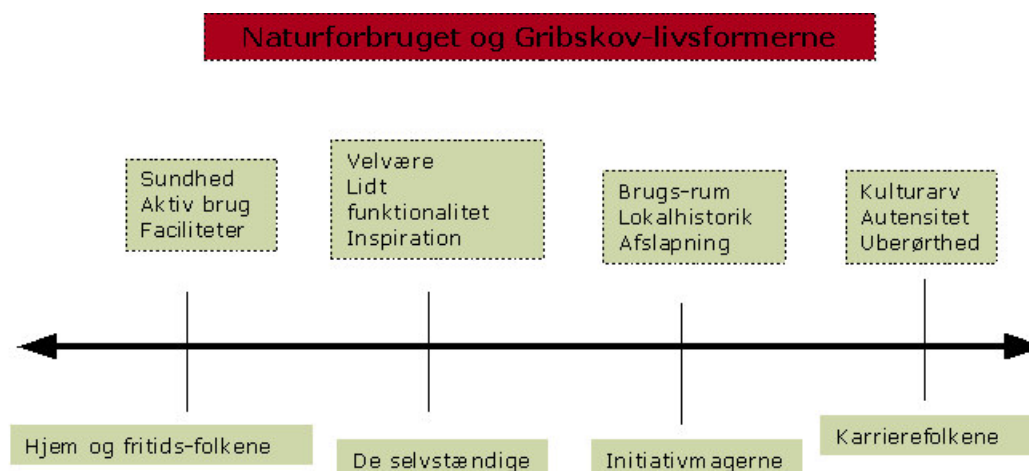 Naturforbruget og Gribskov-livsformerne
Sundhed
Aktiv brug
Faciliteter
Velvære
Lidt
funktionalitet
Inspiration
Brugs-rum
Lokalhistorik
Afslapning
Kulturarv
Autensitet
Uberørthed
Hjem og fritids-folkene
De selvstændige
Initiativmagerne
Karrierefolkene